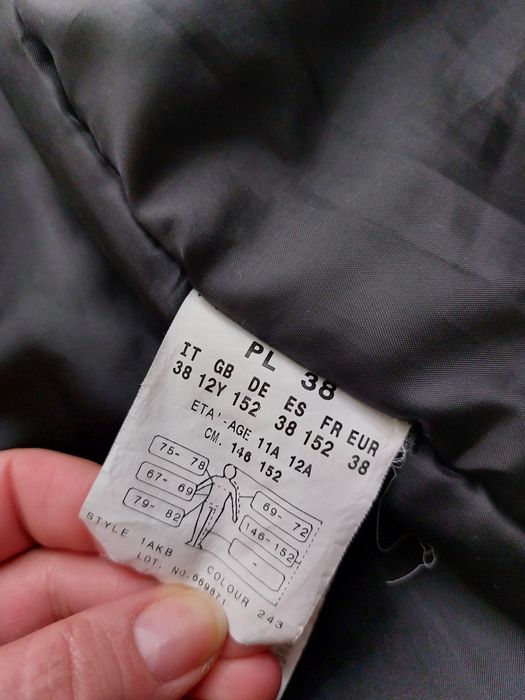 PL 38
IT GB DE ES FR EUR
38 12Y 152 38 152 38
ETA'-AGE 11A 12A
CM. 146 152
75- 78
67- 69
79- 82
69- 72
146-152
-
STYLE 1AKB COLOUR 243
LOT. NO.669871